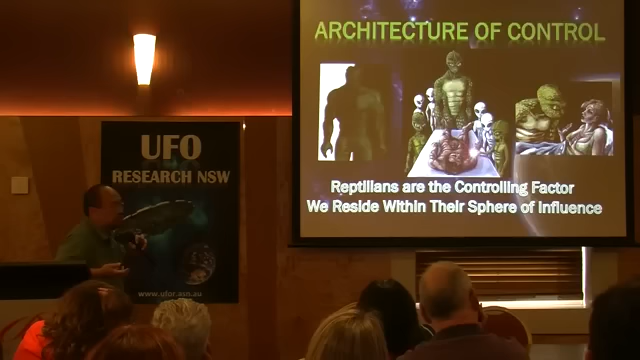 ARCHITECTURE OF CONTROL
Reptilians are the Controlling Factor
We Reside Within Their Sphere of Influence
UFO
RESEARCH NSW
www.ufor.asn.au